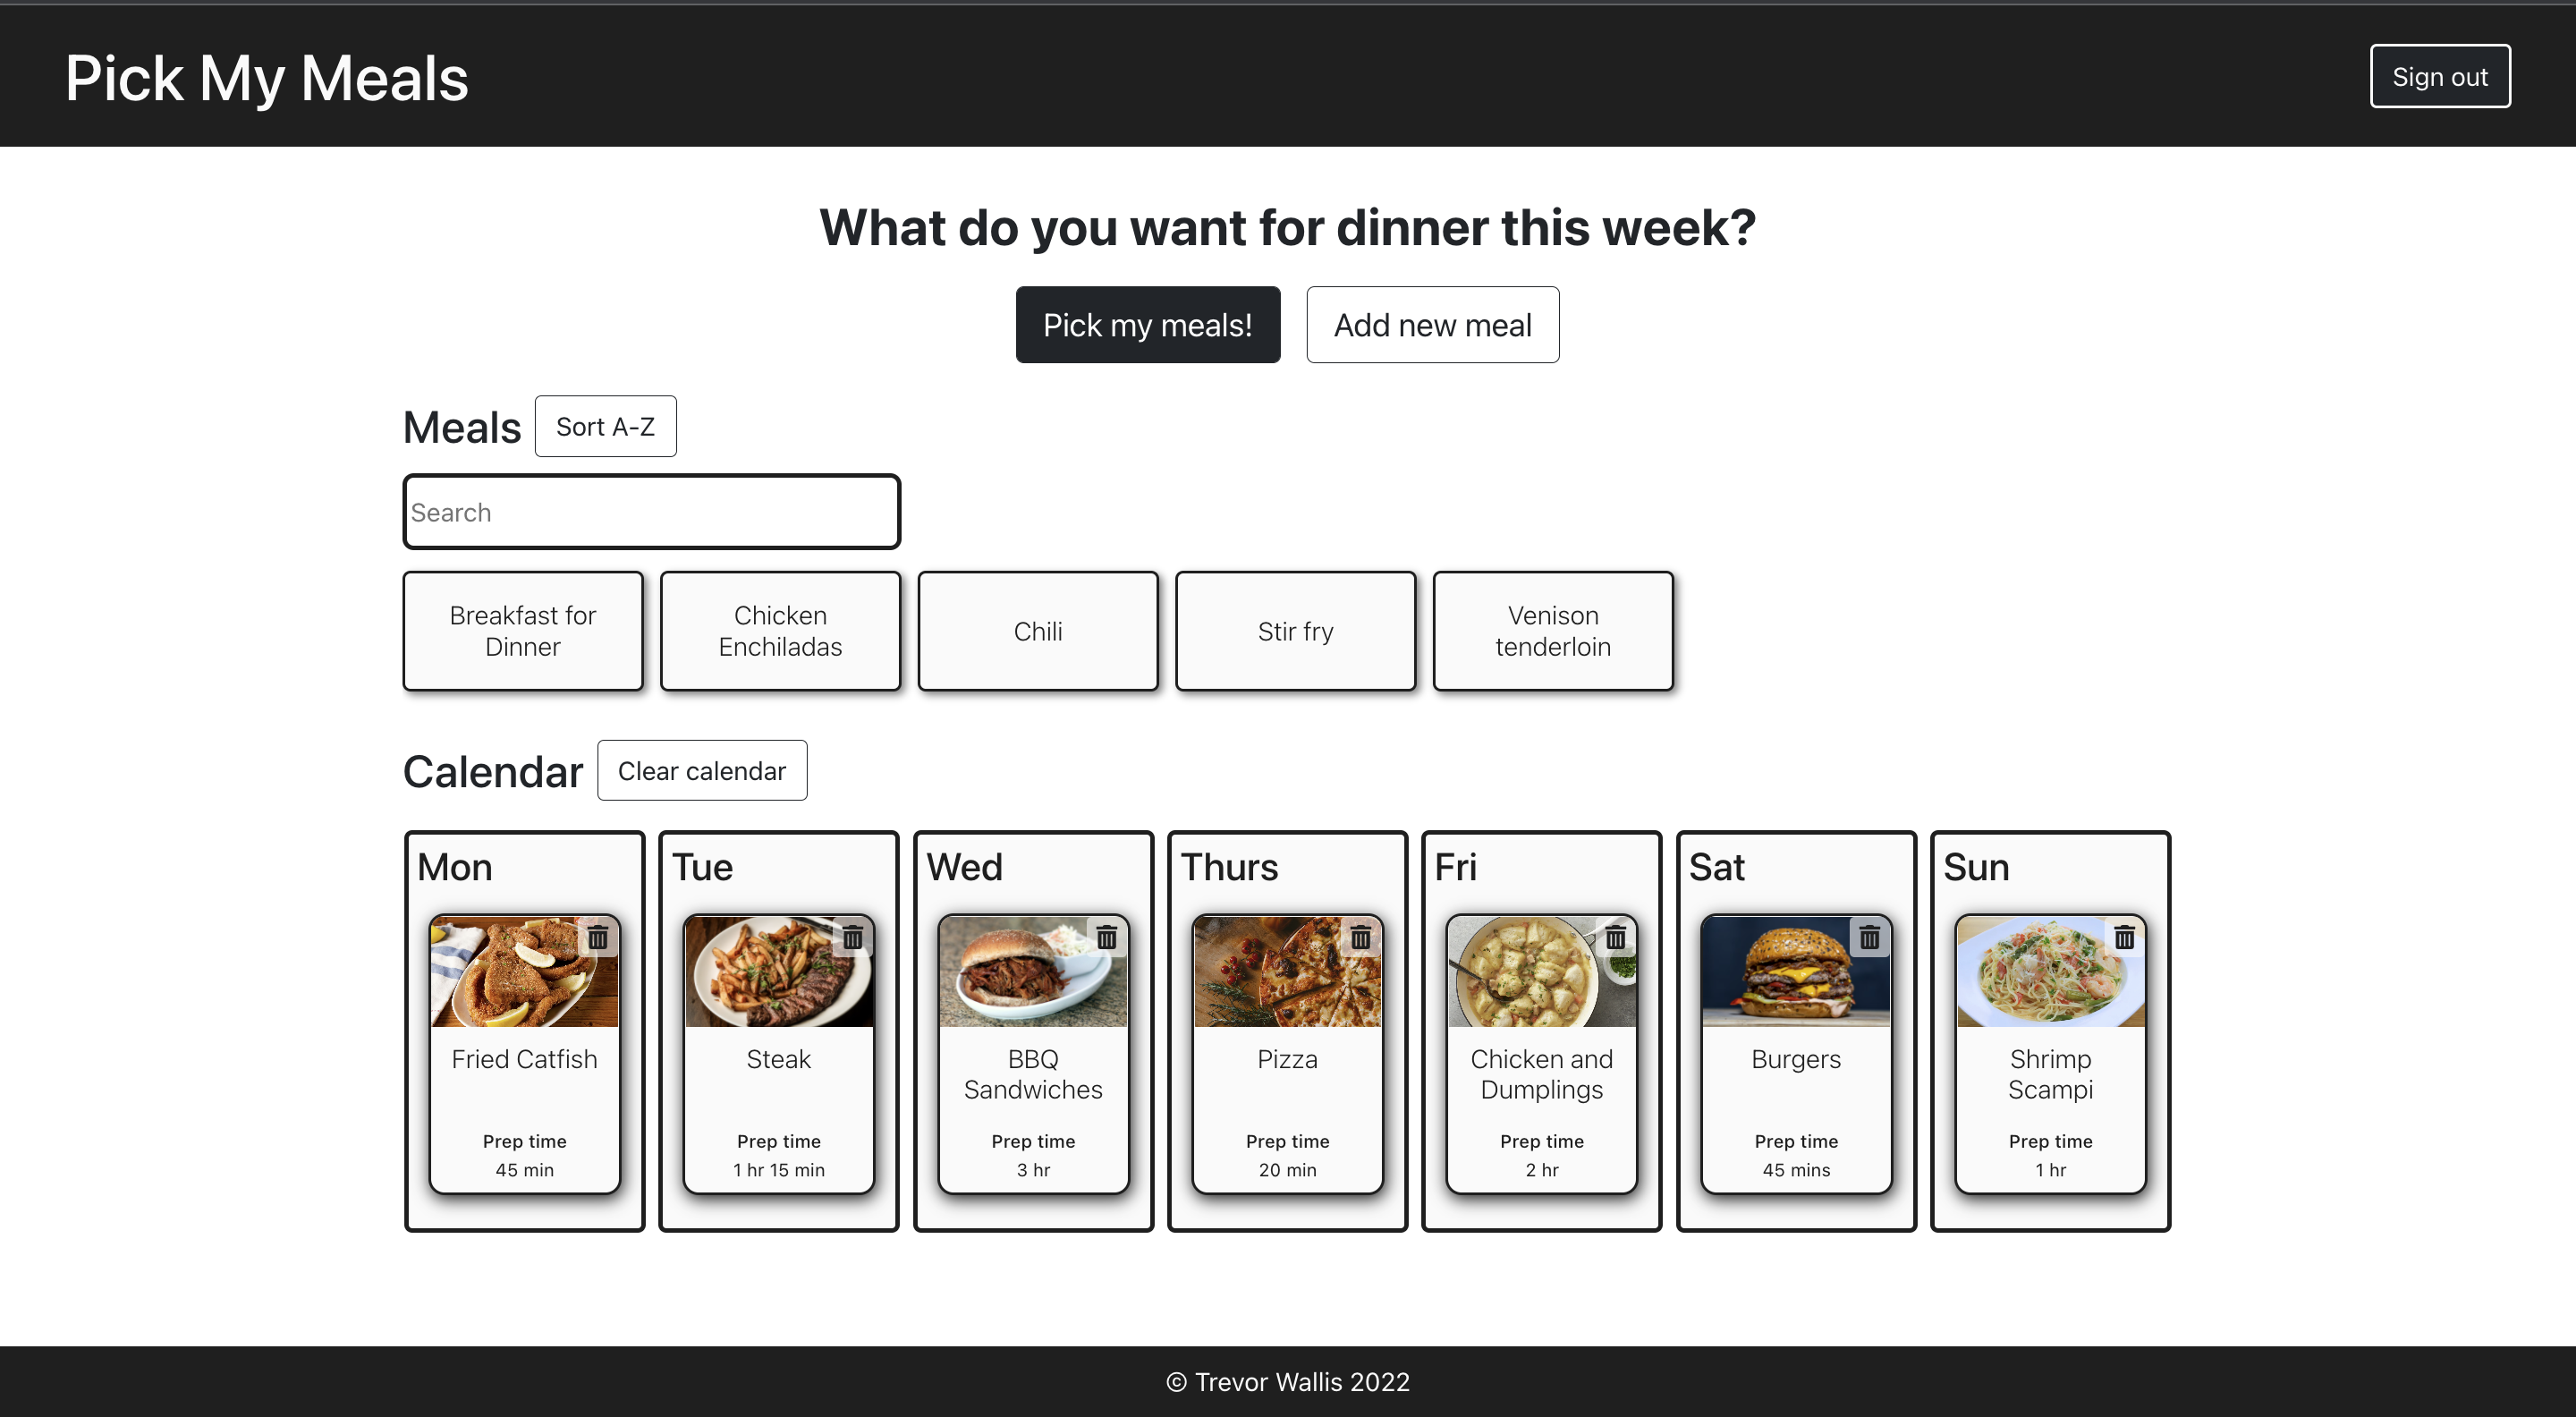 Pick My Meals
Sign out
What do you want for dinner this week?
Pick my meals!
Add new meal
Meals
Sort A-Z
Search
Breakfast for
Dinner
Chicken
Enchiladas
Chili
Stir fry
Venison
tenderloin
Calendar
Clear calendar
Mon
Fried Catfish
Prep time
45 min
Tue
Steak
Prep time
1 hr 15 min
Wed
BBQ
Sandwiches
Prep time
3 hr
Thurs
Pizza
Prep time
20 min
Fri
Chicken and
Dumplings
Prep time
2 hr
Sat
Burgers
Prep time
45 mins
Sun
Shrimp
Scampi
Prep time
1 hr
© Trevor Wallis 2022